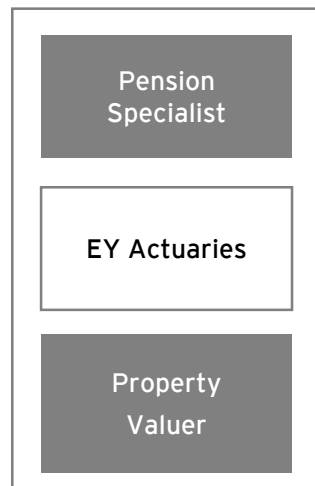 Pension
Specialist
EY Actuaries
Property
Valuer